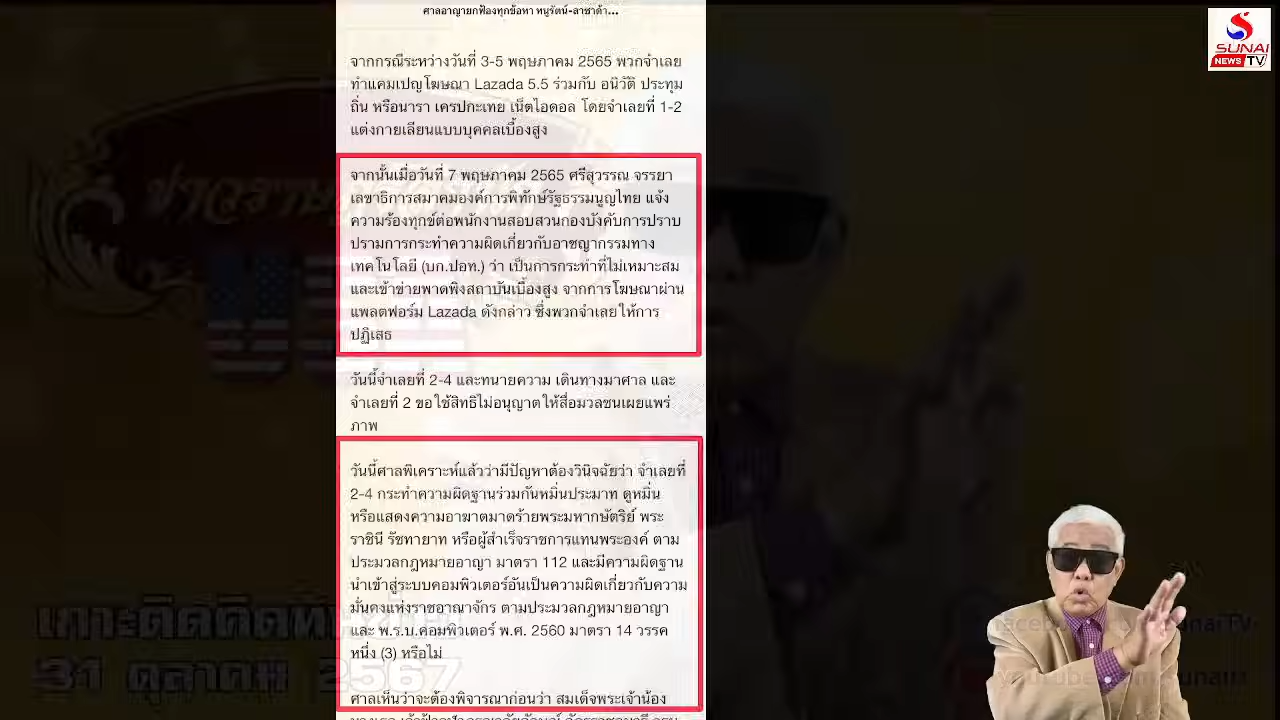 ศาลอาญายกฟ้องทุกข้อหา หนูรัตน์-ลาซาด้า...
SUNAI
NEWS TV
จากกรณีระหว่างวันที่ 3-5 พฤษภาคม 2565 พวกจำเลย
ทำแคมเปญโฆษณา Lazada 5.5 ร่วมกับ อนิวัติ ประทุม
ถิ่น หรือนารา เครปกะเทย เน็ตไอดอล โดยจำเลยที่ 1-2
แต่งกายเลียนแบบบุคคลเบื้องสูง
จากนั้นเมื่อวันที่ 7 พฤษภาคม 2565 ศรีสุวรรณ จรรยา
เลขาธิการสมาคมองค์การพิทักษ์รัฐธรรมนูญไทย แจ้ง
ความร้องทุกข์ต่อพนักงานสอบสวนกองบังคับการปราบ
ปรามการกระทำความผิดเกี่ยวกับอาชญากรรมทาง
เทคโนโลยี (บก.ปอท.) ว่า เป็นการกระทำที่ไม่เหมาะสม
และเข้าข่ายพาดพิงสถาบันเบื้องสูง จากการโฆษณาผ่าน
แพลตฟอร์ม Lazada ดังกล่าว ซึ่งพวกจำเลยให้การ
ปฏิเสธ
วันนี้จำเลยที่ 2-4 และทนายความ เดินทางมาศาล และ
จำเลยที่ 2 ขอใช้สิทธิไม่อนุญาตให้สื่อมวลชนเผยแพร่
ภาพ
วันนี้ศาลพิเคราะห์แล้วว่ามีปัญหาต้องวินิจฉัยว่า จำเลยที่
2-4 กระทำความผิดฐานร่วมกันหมิ่นประมาท ดูหมิ่น
หรือแสดงความอาฆาตมาดร้ายพระมหากษัตริย์ พระ
ราชินี รัชทายาท หรือผู้สำเร็จราชการแทนพระองค์ ตาม
ประมวลกฎหมายอาญา มาตรา 112 และมีความผิดฐาน
นำเข้าสู่ระบบคอมพิวเตอร์อันเป็นความผิดเกี่ยวกับความ
มั่นคงแห่งราชอาณาจักร ตามประมวลกฎหมายอาญา
และ พ.ร.บ.คอมพิวเตอร์ พ.ศ. 2560 มาตรา 14 วรรค
หนึ่ง (3) หรือไม่
ศาลเห็นว่าจะต้องพิจารณาก่อนว่า สมเด็จพระเจ้าน้อง
31 ตุลาคม 2567